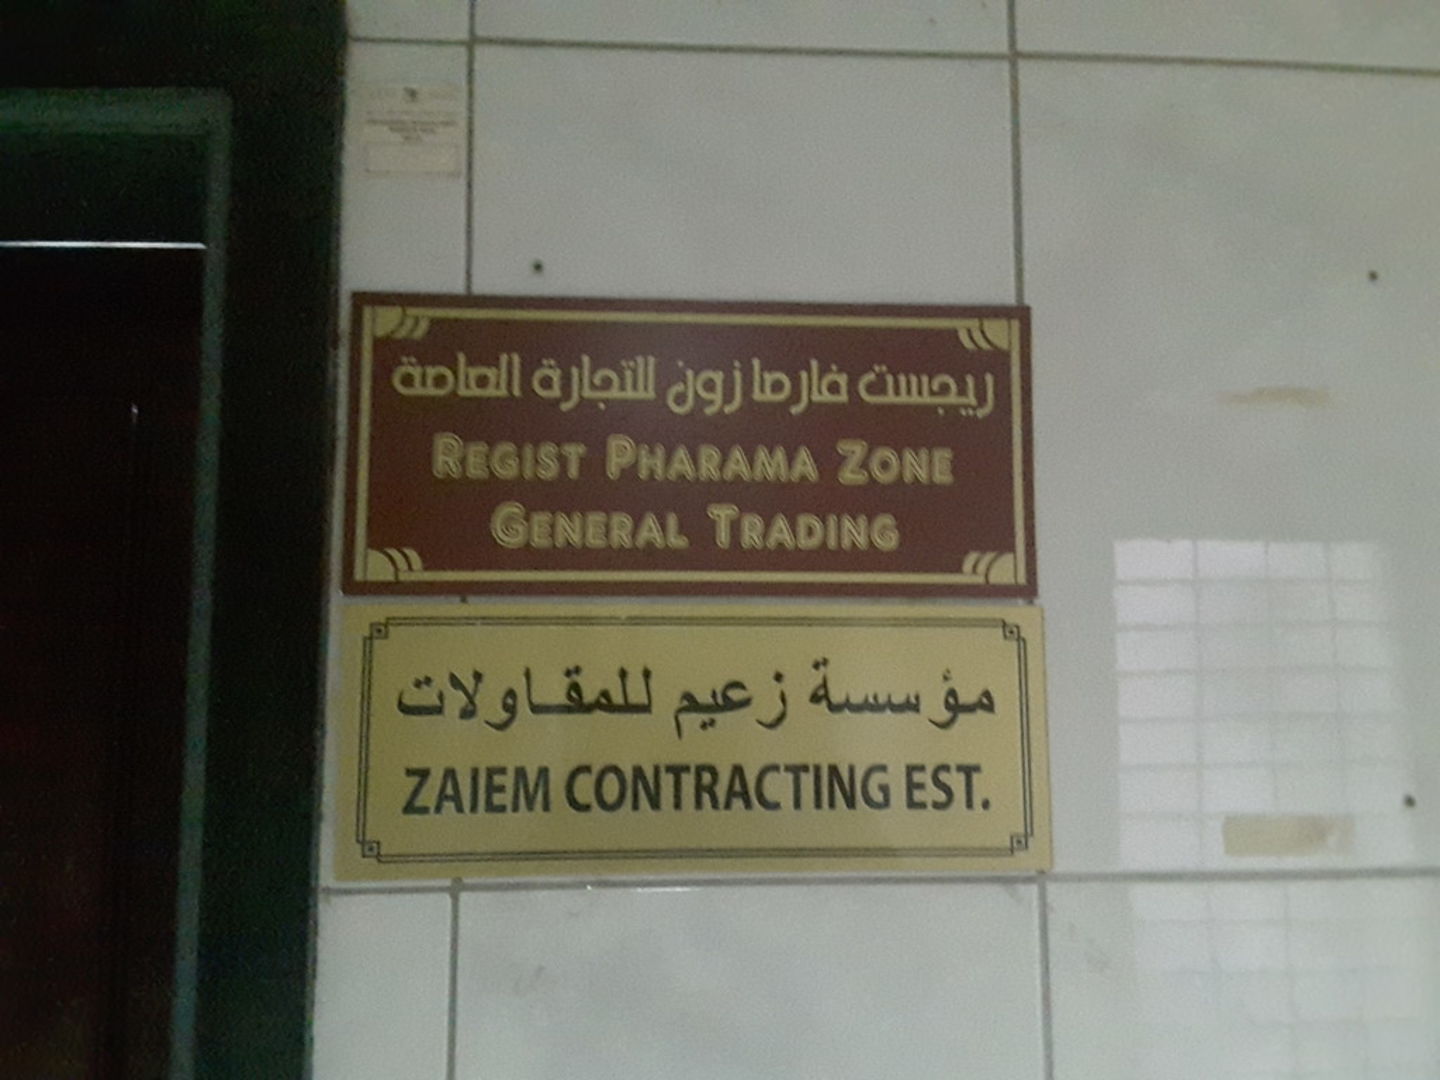 ريجست فارما زون للتجارة العامة
REGIST PHARAMA ZONE
GENERAL TRADING
مؤسسة زعيم للمقاولات
ZAIEM CONTRACTING EST.